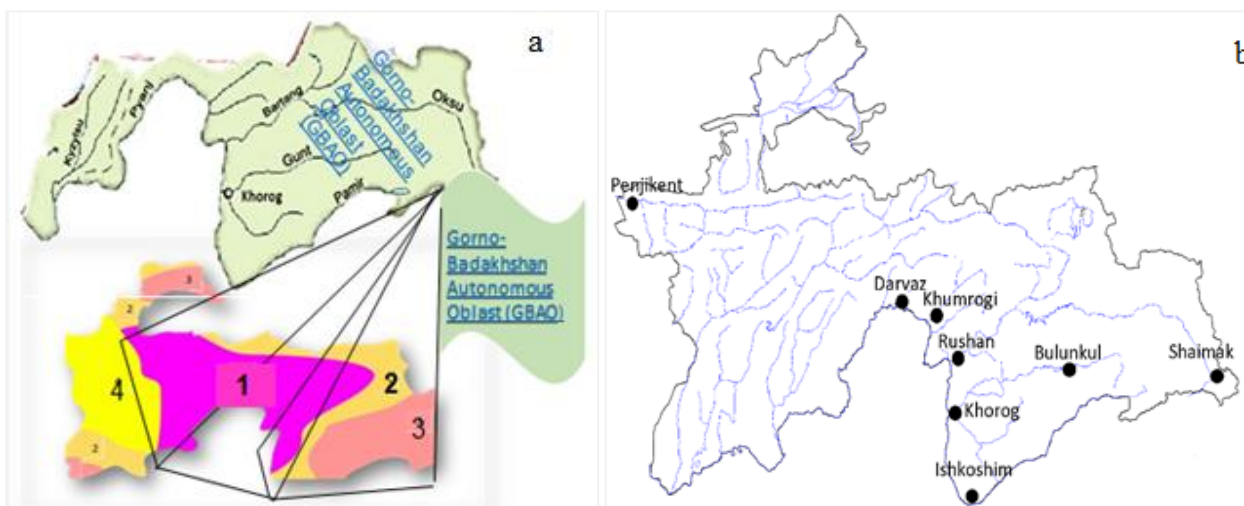 a
Kyzylsu
Pyanj
Bartang
Gorno-
Badakhshan
Autonomous
Oblast
(GBAO)
Oksu
Gunt
Khorog
Pamir
Gorno-
Badakhshan
Autonomous
Oblast (GBAO)
3
2
4
1
2
3
2
b
Penjikent
Darvaz
Khumrogi
Rushan
Bulunkul
Shaimak
Khorog
Ishkoshim